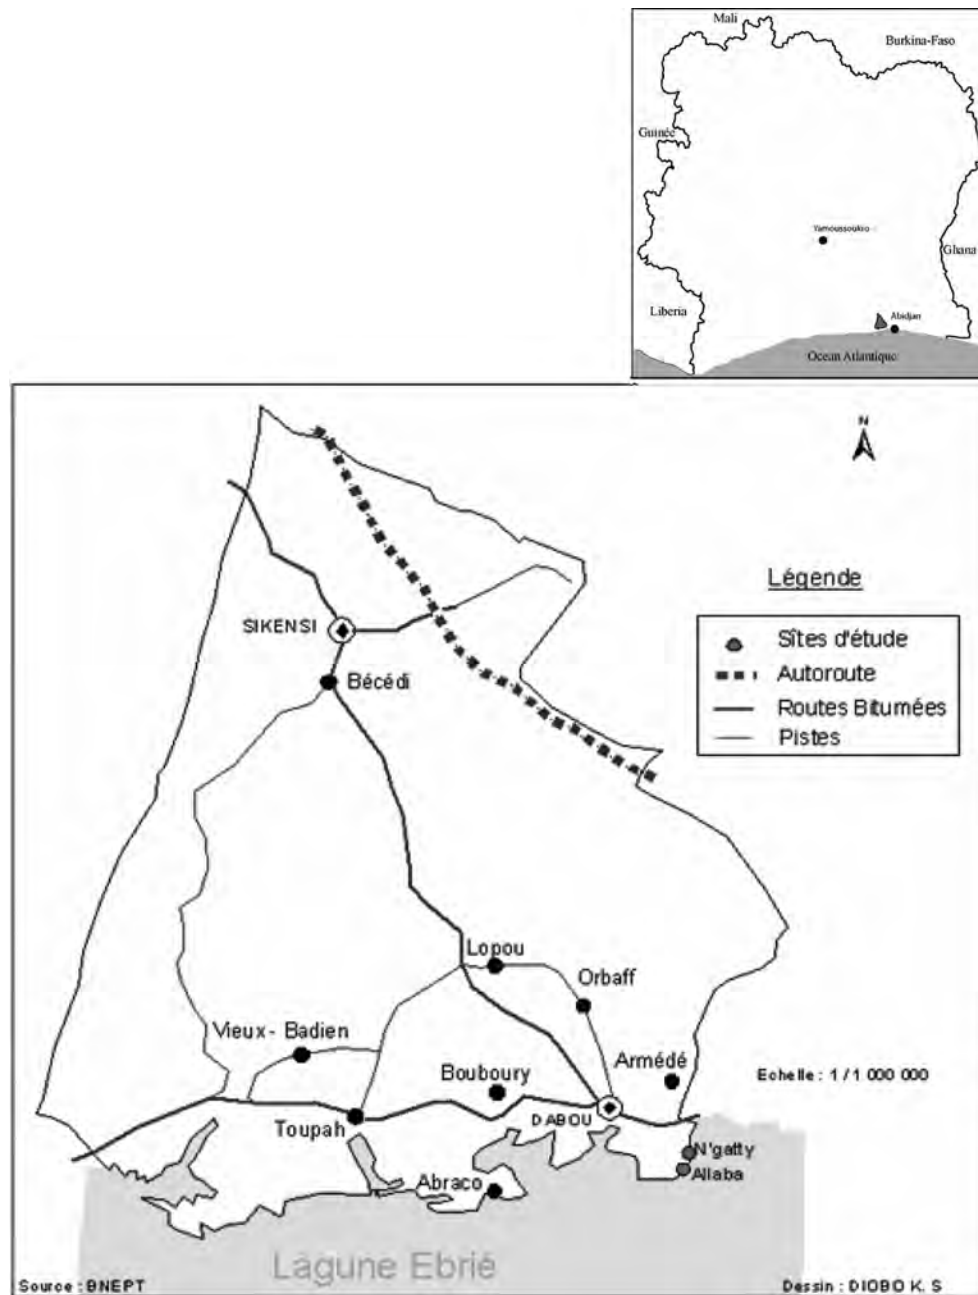 Mali
Burkina-Faso
Guinée
Yamoussoukro
Ghana
Liberia
Abidjan
Ocean Atlantique
N
Légende
Sîtes d'étude
Autoroute
Routes Bitumées
Pistes
SIKENSI
Bécédi
Lopou
Orbaff
Vieux-Badien
Armédé
Bouboury
Echelle : 1 / 1 000 000
Toupah
DABOU
N'gatty
Allaba
Abraco
Lagune Ebrié
Source : BNEPT
Dessin : DIOBO K. S